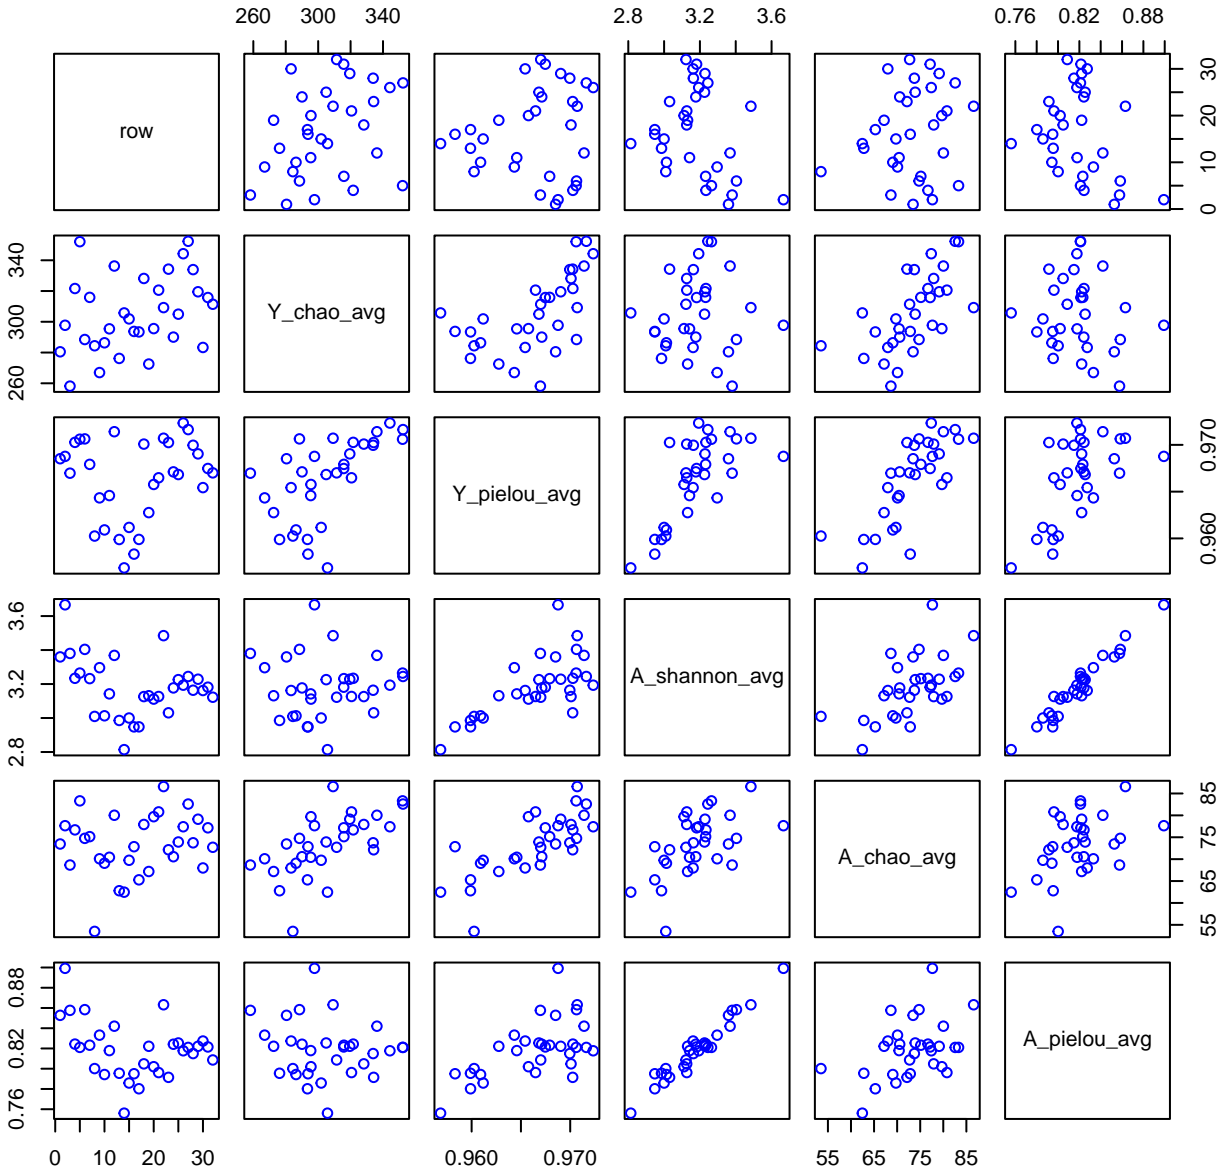 260 300 340 2.8 3.2 3.6 0.76 0.82 0.88
row
0 10 20 30
260 300 340
Y_chao_avg
Y_pielou_avg
0.960 0.970
2.8 3.2 3.6
A_shannon_avg
A_chao_avg
55 65 75 85
0.76 0.82 0.88
A_pielou_avg
0 10 20 30 0.960 0.970 55 65 75 85